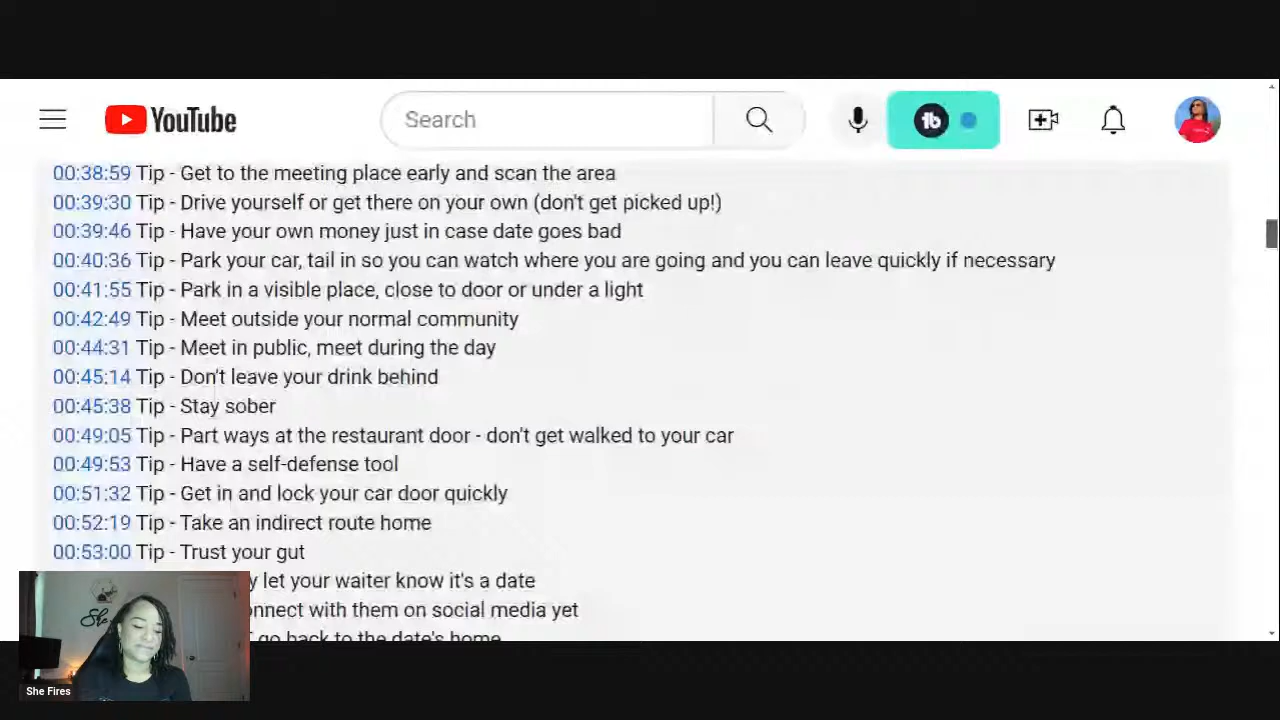 YouTube
Search
00:38:59 Tip - Get to the meeting place early and scan the area
00:39:30 Tip - Drive yourself or get there on your own (don't get picked up!)
00:39:46 Tip - Have your own money just in case date goes bad
00:40:36 Tip - Park your car, tail in so you can watch where you are going and you can leave quickly if necessary
00:41:55 Tip - Park in a visible place, close to door or under a light
00:42:49 Tip - Meet outside your normal community
00:44:31 Tip - Meet in public, meet during the day
00:45:14 Tip - Don't leave your drink behind
00:45:38 Tip - Stay sober
00:49:05 Tip - Part ways at the restaurant door - don't get walked to your car
00:49:53 Tip - Have a self-defense tool
00:51:32 Tip - Get in and lock your car door quickly
00:52:19 Tip - Take an indirect route home
00:53:00 Tip - Trust your gut
y let your waiter know it's a date
onnect with them on social media yet
go back to the date's home
She
She Fires